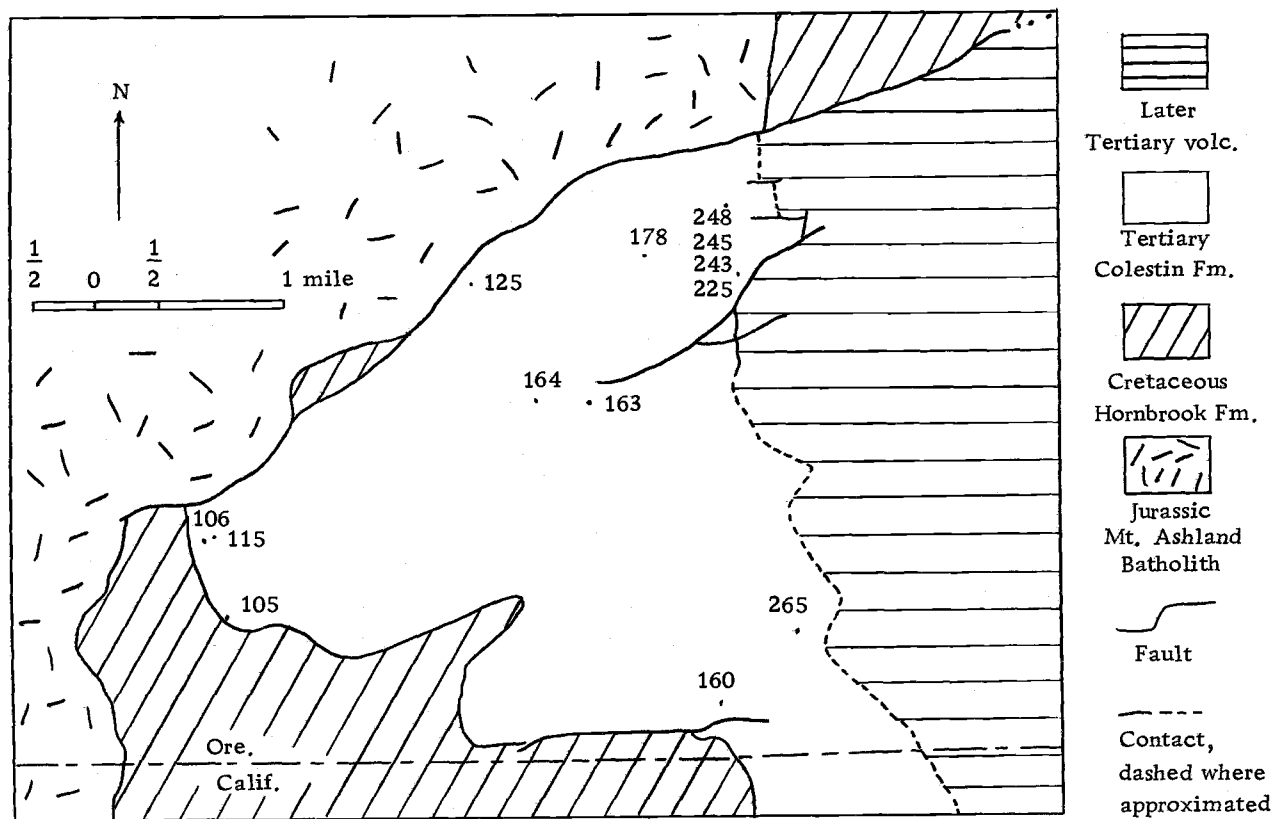 N
1/2 0 1/2 1 mile
125
178
248
245
243
225
164
163
106
115
105
265
160
Ore.
Calif.
Later
Tertiary volc.
Tertiary
Colestin Fm.
Cretaceous
Hornbrook Fm.
Jurassic
Mt. Ashland
Batholith
Fault
Contact,
dashed where
approximated